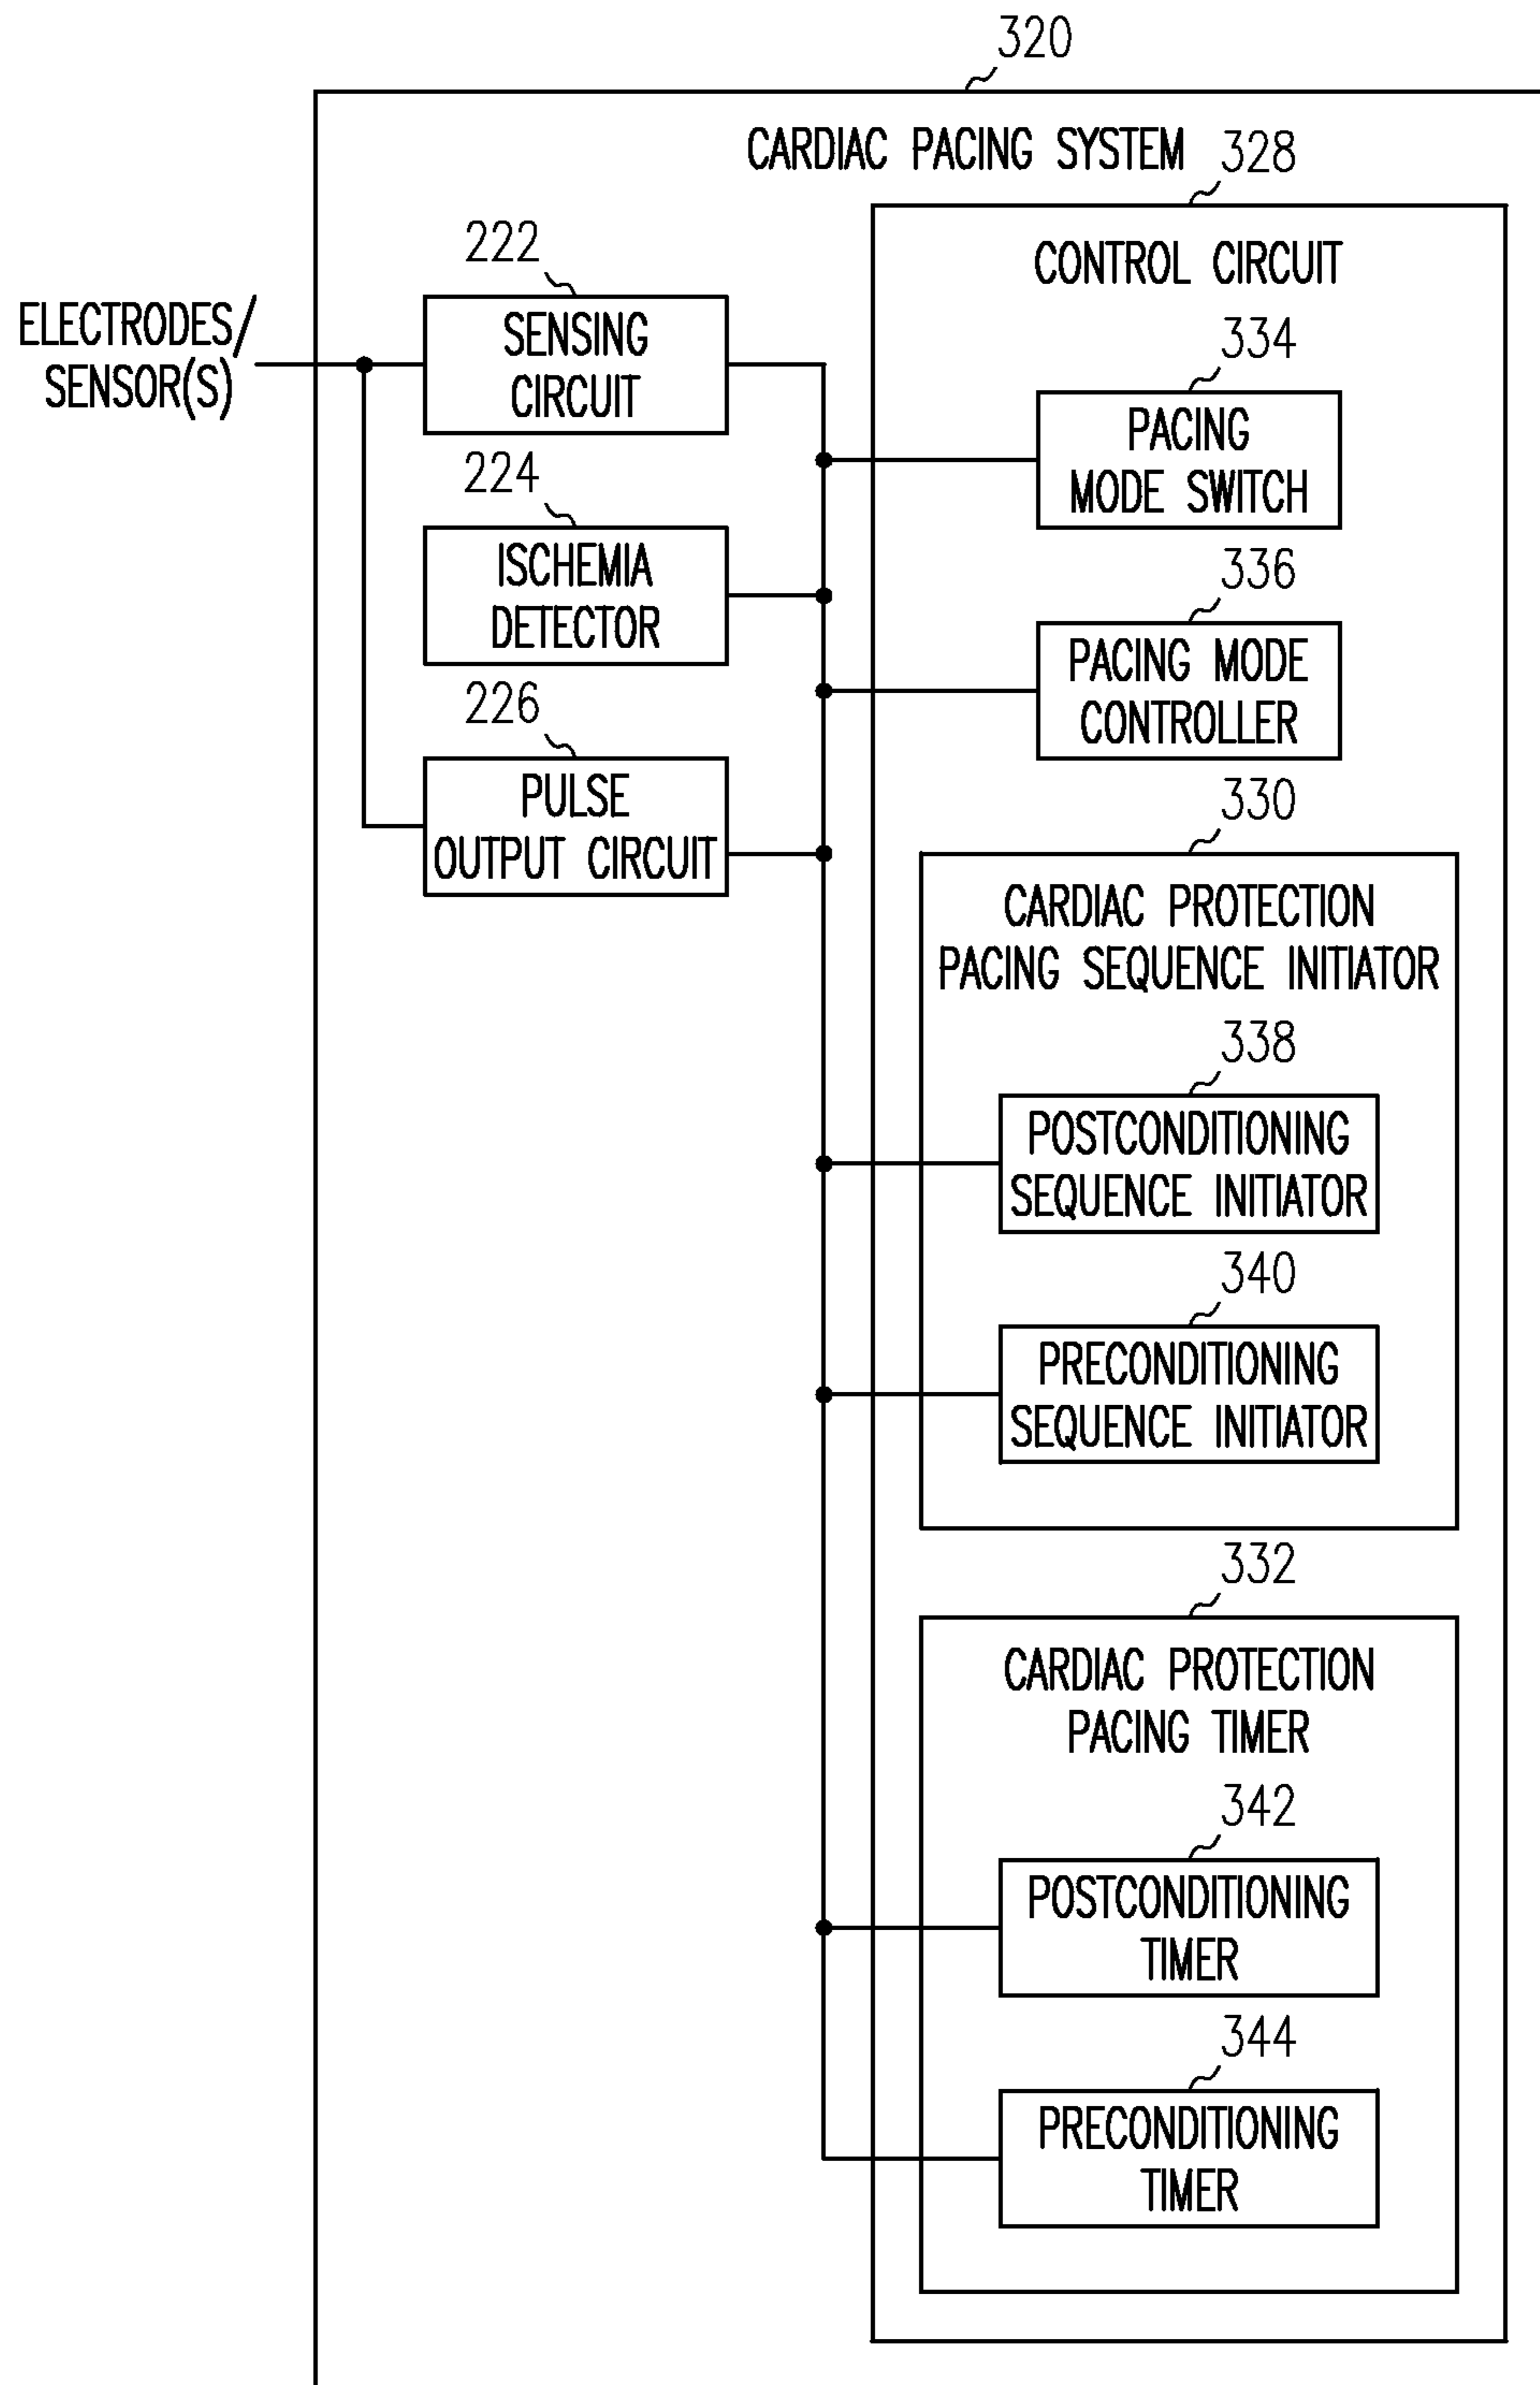 320
CARDIAC PACING SYSTEM
328
CONTROL CIRCUIT
222
ELECTRODES/
SENSOR(S)
SENSING
CIRCUIT
334
PACING
MODE SWITCH
224
ISCHEMIA
DETECTOR
336
PACING MODE
CONTROLLER
226
PULSE
OUTPUT CIRCUIT
330
CARDIAC PROTECTION
PACING SEQUENCE INITIATOR
338
POSTCONDITIONING
SEQUENCE INITIATOR
340
PRECONDITIONING
SEQUENCE INITIATOR
332
CARDIAC PROTECTION
PACING TIMER
342
POSTCONDITIONING
TIMER
344
PRECONDITIONING
TIMER